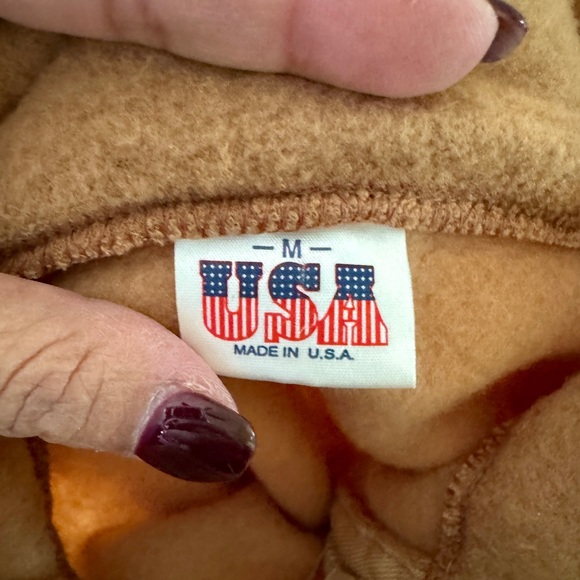 — M —
USA
MADE IN U.S.A.